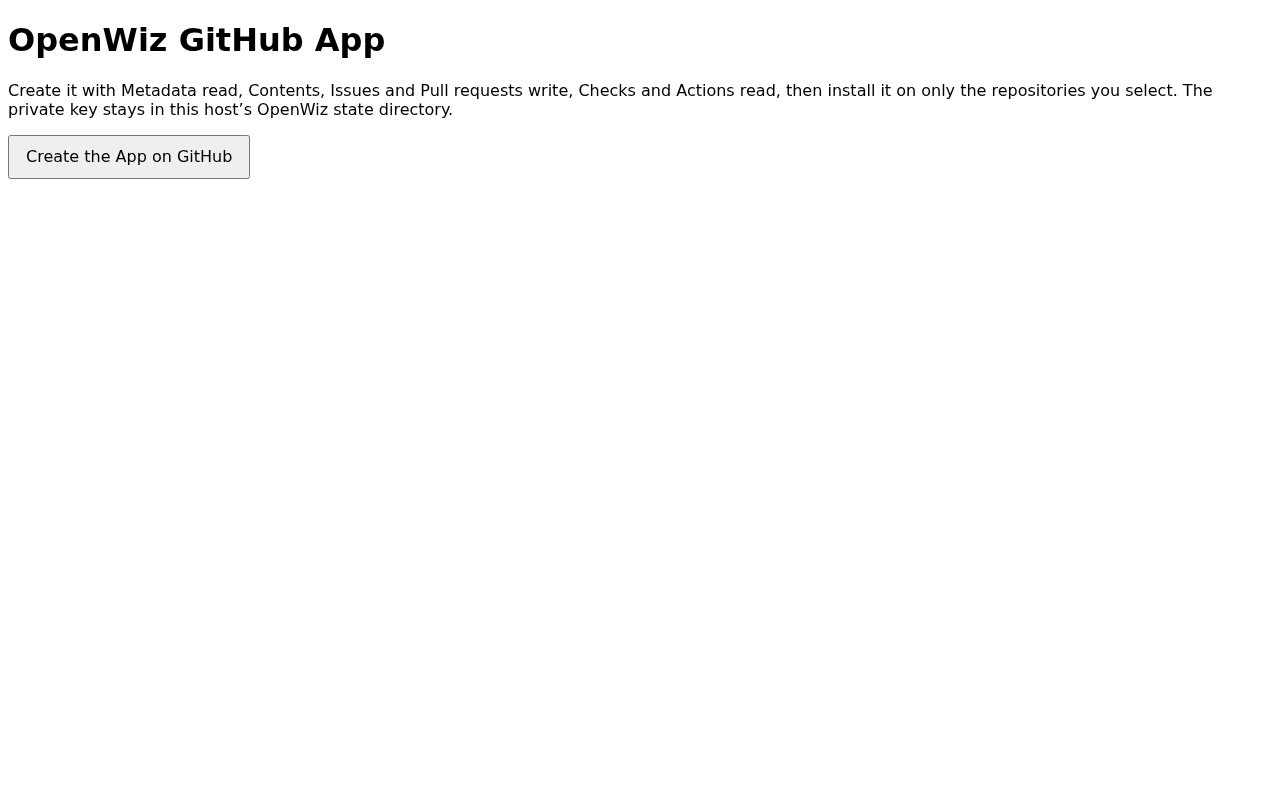 OpenWiz GitHub App
Create it with Metadata read, Contents, Issues and Pull requests write, Checks and Actions read, then install it on only the repositories you select. The
private key stays in this host’s OpenWiz state directory.
Create the App on GitHub